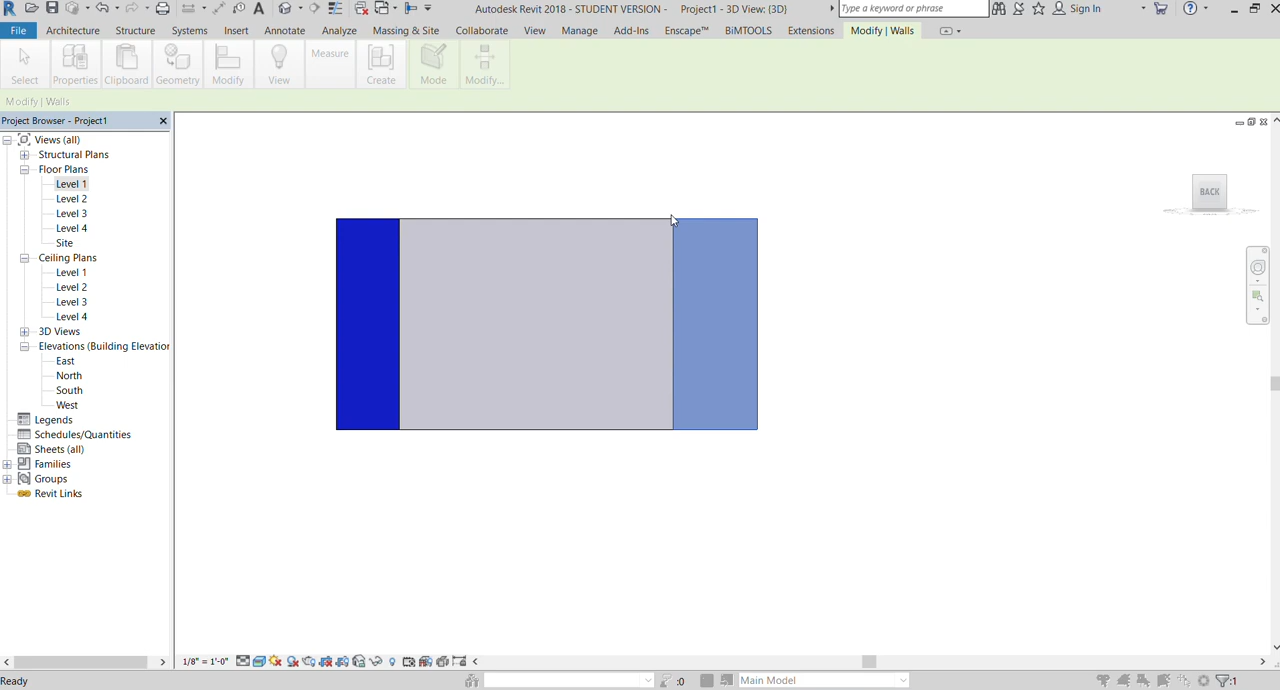 Autodesk Revit 2018 - STUDENT VERSION - Project1 - 3D View: {3D}
Type a keyword or phrase
Sign In
File Architecture Structure Systems Insert Annotate Analyze Massing & Site Collaborate View Manage Add-Ins Enscape™ BiMTOOLS Extensions Modify | Walls
Select Properties Clipboard Geometry Modify View Measure Create Mode Modify...
Modify | Walls
Project Browser - Project1
Views (all)
Structural Plans
Floor Plans
Level 1
Level 2
Level 3
Level 4
Site
Ceiling Plans
Level 1
Level 2
Level 3
Level 4
3D Views
Elevations (Building Elevation
East
North
South
West
Legends
Schedules/Quantities
Sheets (all)
Families
Groups
Revit Links
BACK
1/8" = 1'-0"
Ready
:0
Main Model
:1